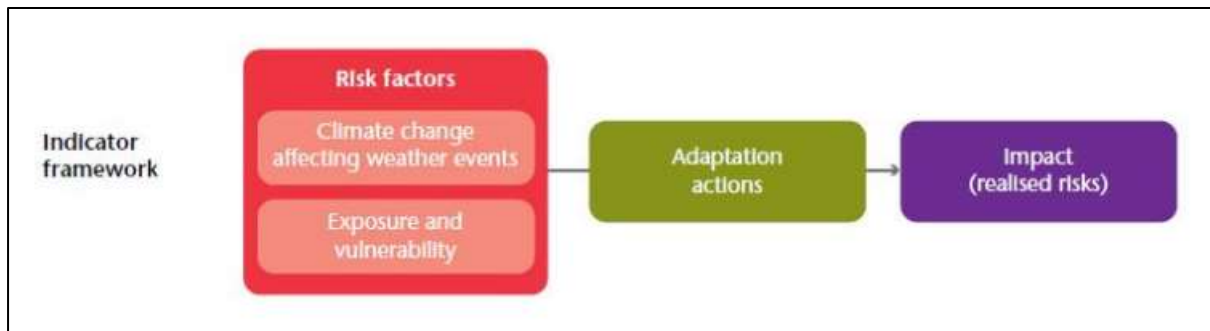 Indicator
framework
Risk factors
Climate change
affecting weather events
Exposure and
vulnerability
Adaptation
actions
Impact
(realised risks)